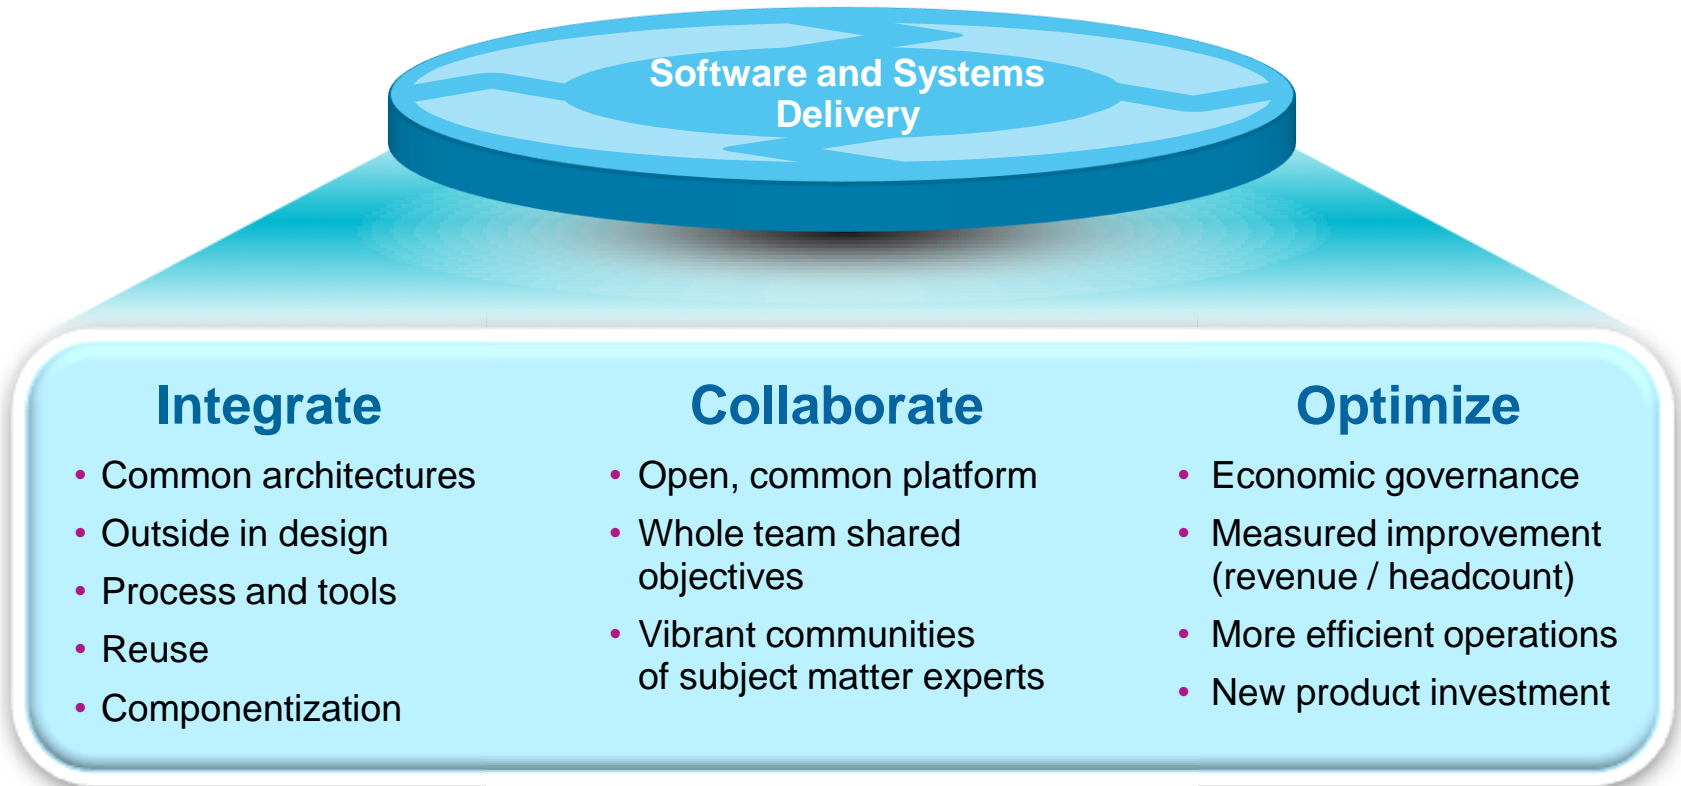 Software and Systems
Delivery
Integrate
• Common architectures
• Outside in design
• Process and tools
• Reuse
• Componentization
Collaborate
• Open, common platform
• Whole team shared
objectives
• Vibrant communities
of subject matter experts
Optimize
• Economic governance
• Measured improvement
(revenue / headcount)
• More efficient operations
• New product investment